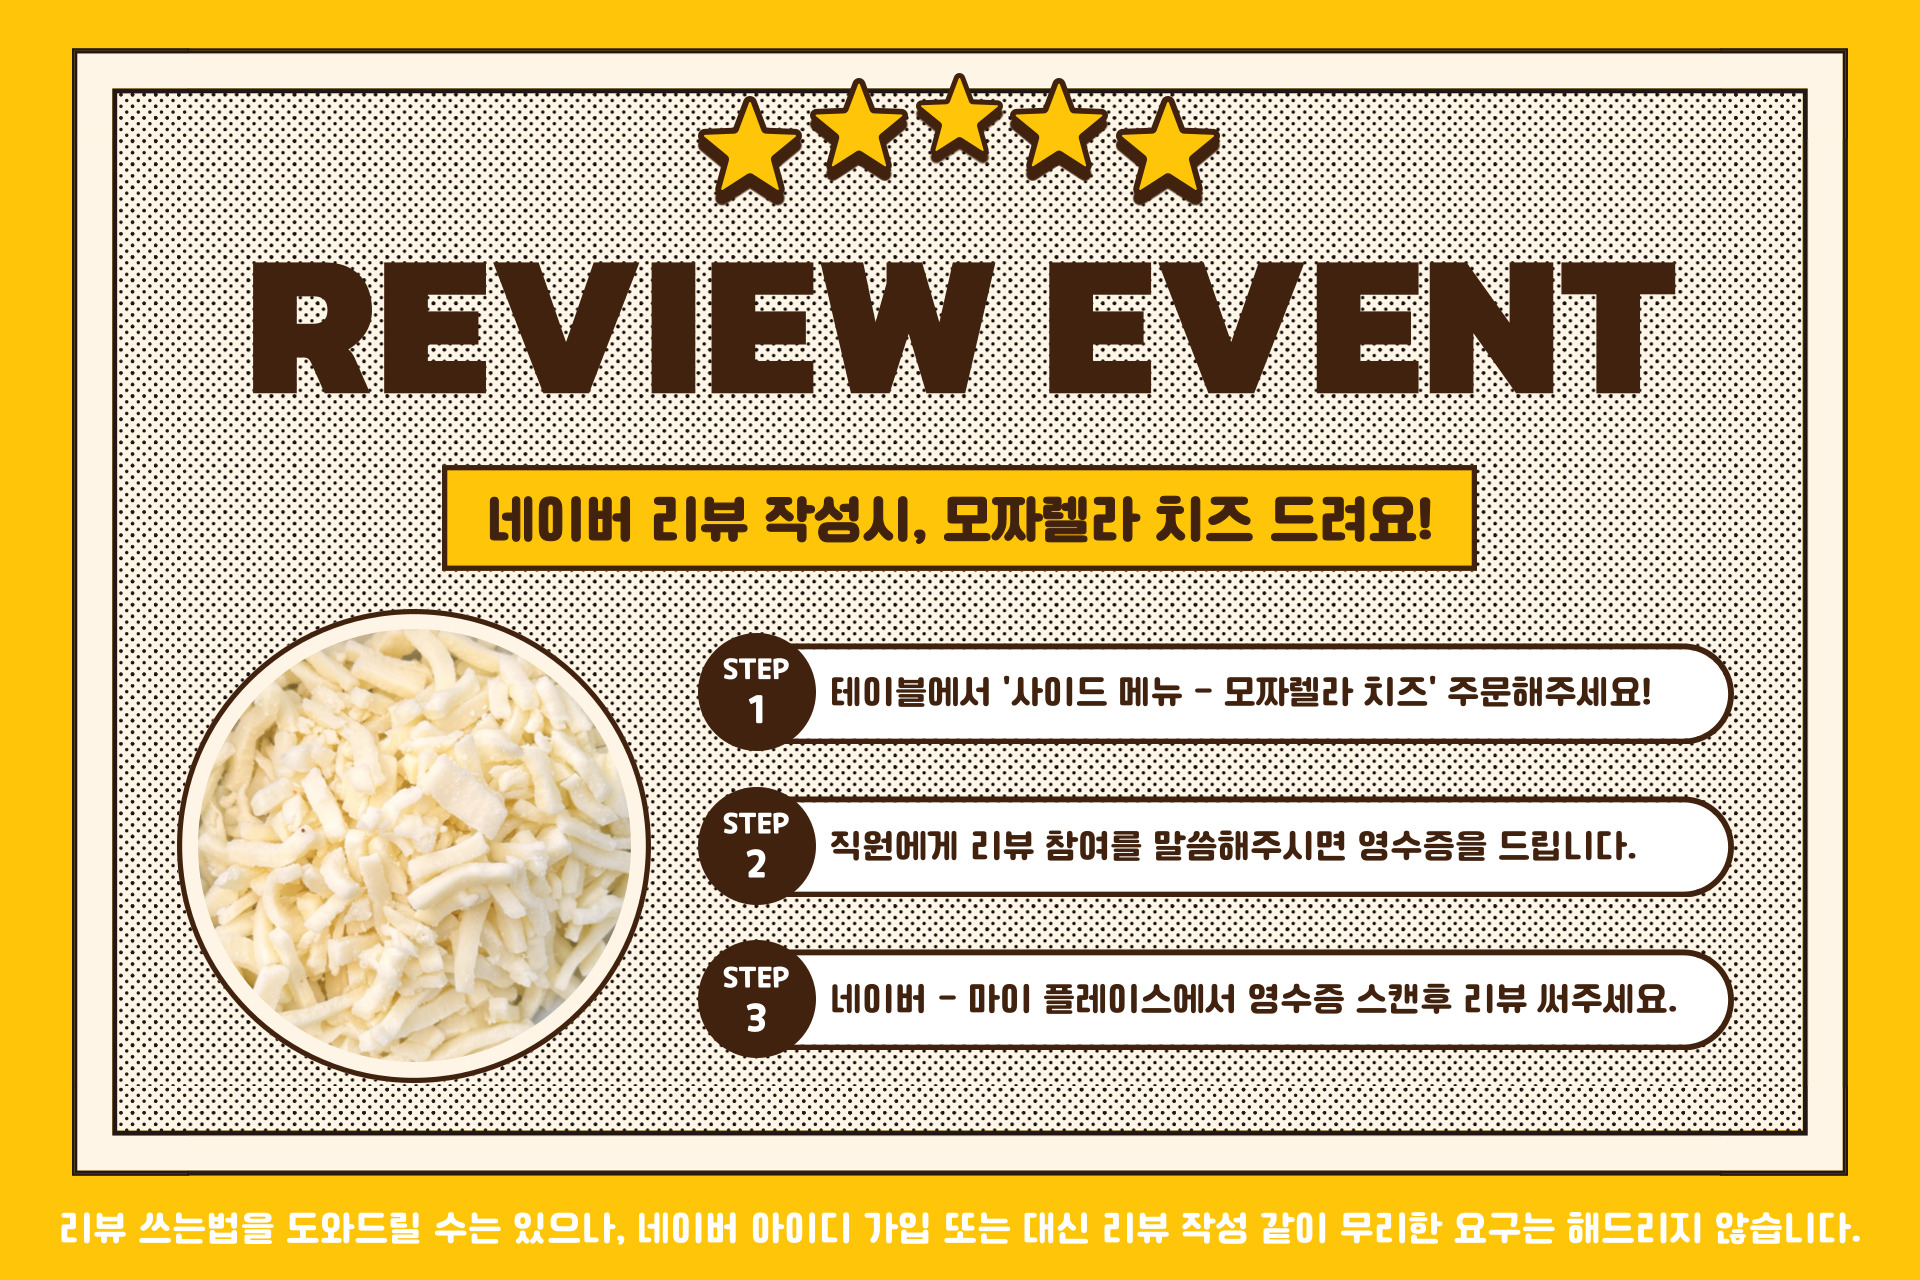 REVIEW EVENT
네이버 리뷰 작성시, 모짜렐라 치즈 드려요!
STEP
1
테이블에서 '사이드 메뉴 - 모짜렐라 치즈' 주문해주세요!
STEP
2
직원에게 리뷰 참여를 말씀해주시면 영수증을 드립니다.
STEP
3
네이버 - 마이 플레이스에서 영수증 스캔후 리뷰 써주세요.
리뷰 쓰는법을 도와드릴 수는 있으나, 네이버 아이디 가입 또는 대신 리뷰 작성 같이 무리한 요구는 해드리지 않습니다.